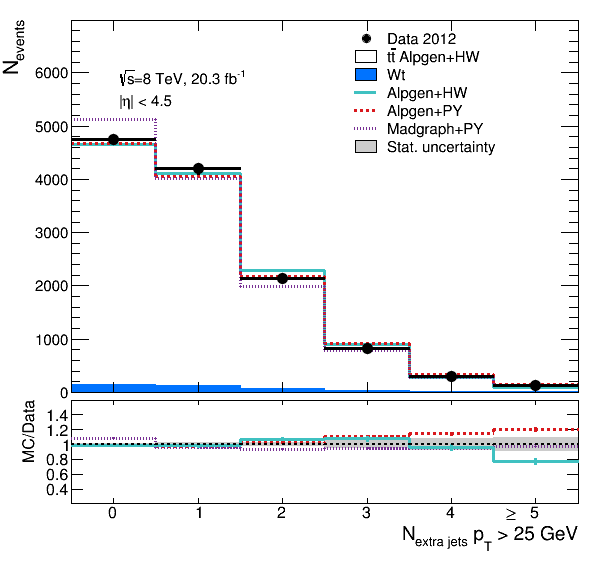 N_events
6000
5000
4000
3000
2000
1000
0
√s=8 TeV, 20.3 fb⁻¹
|η| < 4.5
Data 2012
tt̄ Alpgen+HW
Wt
Alpgen+HW
Alpgen+PY
Madgraph+PY
Stat. uncertainty
MC/Data
1.4
1.2
1
0.8
0.6
0.4
0 1 2 3 4 ≥ 5
N_extra jets p_T > 25 GeV